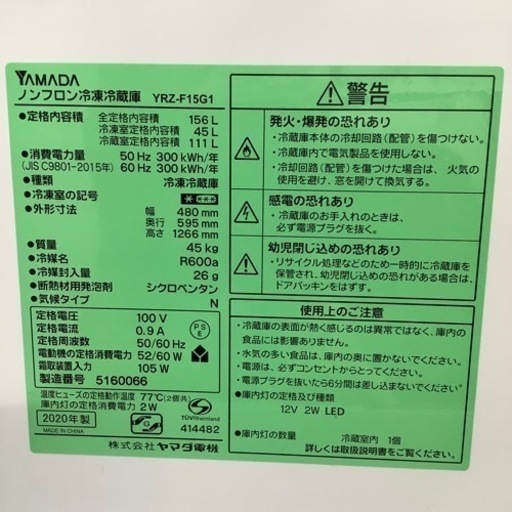 YAMADA
ノンフロン冷凍冷蔵庫 YRZ-F15G1
●定格内容積 全定格内容積 156 L
冷凍室定格内容積 45 L
冷蔵室定格内容積 111 L
●消費電力量 50 Hz 300 kWh/年
(JIS C9801-2015年) 60 Hz 300 kWh/年
●種類 冷凍冷蔵庫
●冷凍室の記号
●外形寸法 幅 480 mm
奥行 595 mm
高さ 1266 mm
●質量 45 kg
●冷媒名 R600a
●冷媒封入量 26 g
●断熱材用発泡剤 シクロペンタン
●気候タイプ N
定格電圧 100 V
定格電流 0.9 A
定格周波数 50/60 Hz
電動機の定格消費電力 52/60 W
霜取装置入力 105 W
製造番号 5160066
P S E
温度ヒューズの定格動作温度 77℃(2個共)
庫内灯の定格消費電力 2 W
2020年製
MADE IN CHINA
TÜVRheinland
414482
株式会社ヤマダ電機
警告
発火・爆発の恐れあり
・冷蔵庫本体の冷却回路(配管)を傷つけない。
・冷蔵庫内で電気製品を使用しない。
・冷却回路(配管)を傷つけた場合は、火気の
使用を避け、窓を開けて換気する。
感電の恐れあり
・冷蔵庫のお手入れのときは、
必ず電源プラグを抜く。
幼児閉じ込めの恐れあり
・リサイクル処理などのため一時的に冷蔵庫を
保管され、幼児閉じ込めの恐れがある場合は、
ドアパッキンをはずす。
使用上のご注意
・冷蔵庫の表面が熱く感じるのは異常ではなく、庫内の
食品には影響ありません。
・水気の多い食品は、庫内の奥に置かないでください。
・電源は、必ずコンセントから直接とってください。
・電源プラグを抜いたら6分間は差し込まないでください。
●庫内灯の定格及び種類
12V 2W LED
●庫内灯の数量 冷蔵室内 1個
詳しくは取扱説明書をご覧ください。